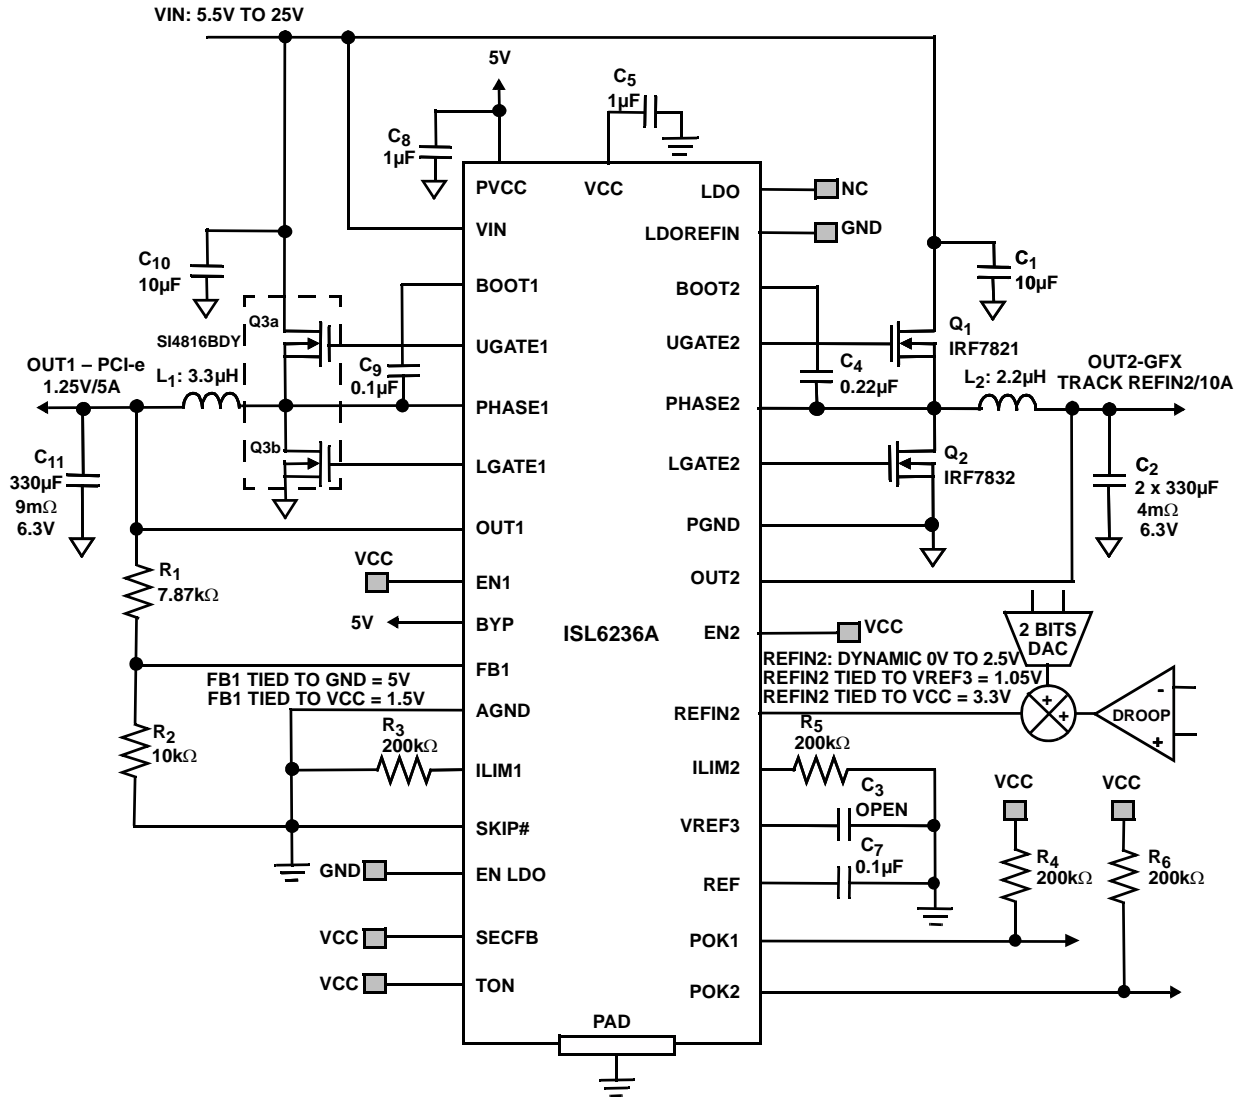 VIN: 5.5V TO 25V
5V
C5
1µF
C8
1µF
PVCC
VCC
LDO
NC
VIN
LDOREFIN
GND
C10
10µF
BOOT1
BOOT2
C1
10µF
Q3a
SI4816BDY
UGATE1
UGATE2
Q1
IRF7821
OUT1 – PCI-e
1.25V/5A
L1: 3.3µH
C9
0.1µF
C4
0.22µF
L2: 2.2µH
OUT2-GFX
TRACK REFIN2/10A
PHASE1
PHASE2
Q3b
LGATE1
LGATE2
Q2
IRF7832
C11
330µF
9mΩ
6.3V
C2
2 x 330µF
4mΩ
6.3V
OUT1
PGND
VCC
R1
7.87kΩ
EN1
OUT2
5V
BYP
ISL6236A
EN2
VCC
2 BITS
DAC
FB1
FB1 TIED TO GND = 5V
FB1 TIED TO VCC = 1.5V
REFIN2: DYNAMIC 0V TO 2.5V
REFIN2 TIED TO VREF3 = 1.05V
REFIN2 TIED TO VCC = 3.3V
AGND
REFIN2
+
+
DROOP
-
+
R2
10kΩ
R3
200kΩ
R5
200kΩ
ILIM1
ILIM2
C3
OPEN
VCC
VCC
SKIP#
VREF3
C7
0.1µF
R4
200kΩ
R6
200kΩ
GND
EN LDO
REF
VCC
SECFB
POK1
VCC
TON
POK2
PAD